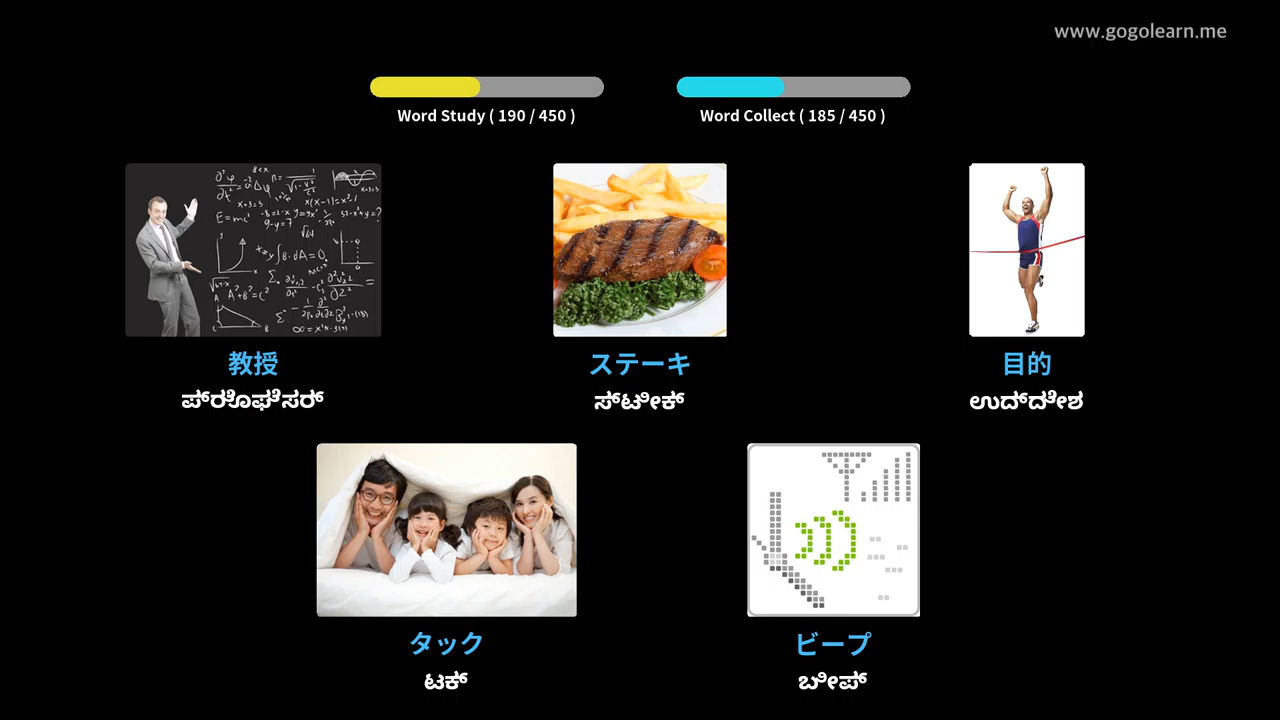 www.gogolearn.me
Word Study ( 190 / 450 )
Word Collect ( 185 / 450 )
教授
ಪ್ರೊಫೆಸರ್
ステーキ
ಸ್ಟೀಕ್
目的
ಉದ್ದೇಶ
タック
ಟಕ್
ビープ
ಬೀಪ್